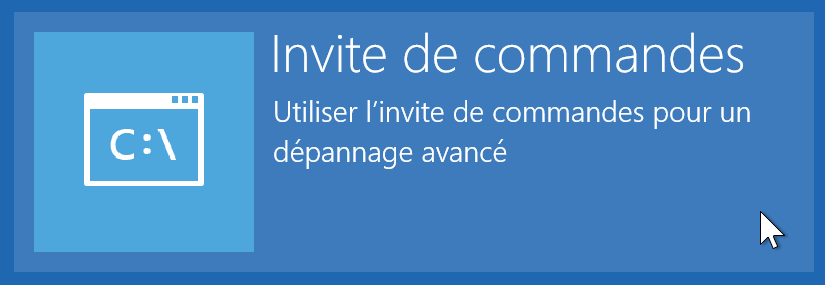 Invite de commandes
C:\
Utiliser l’invite de commandes pour un
dépannage avancé